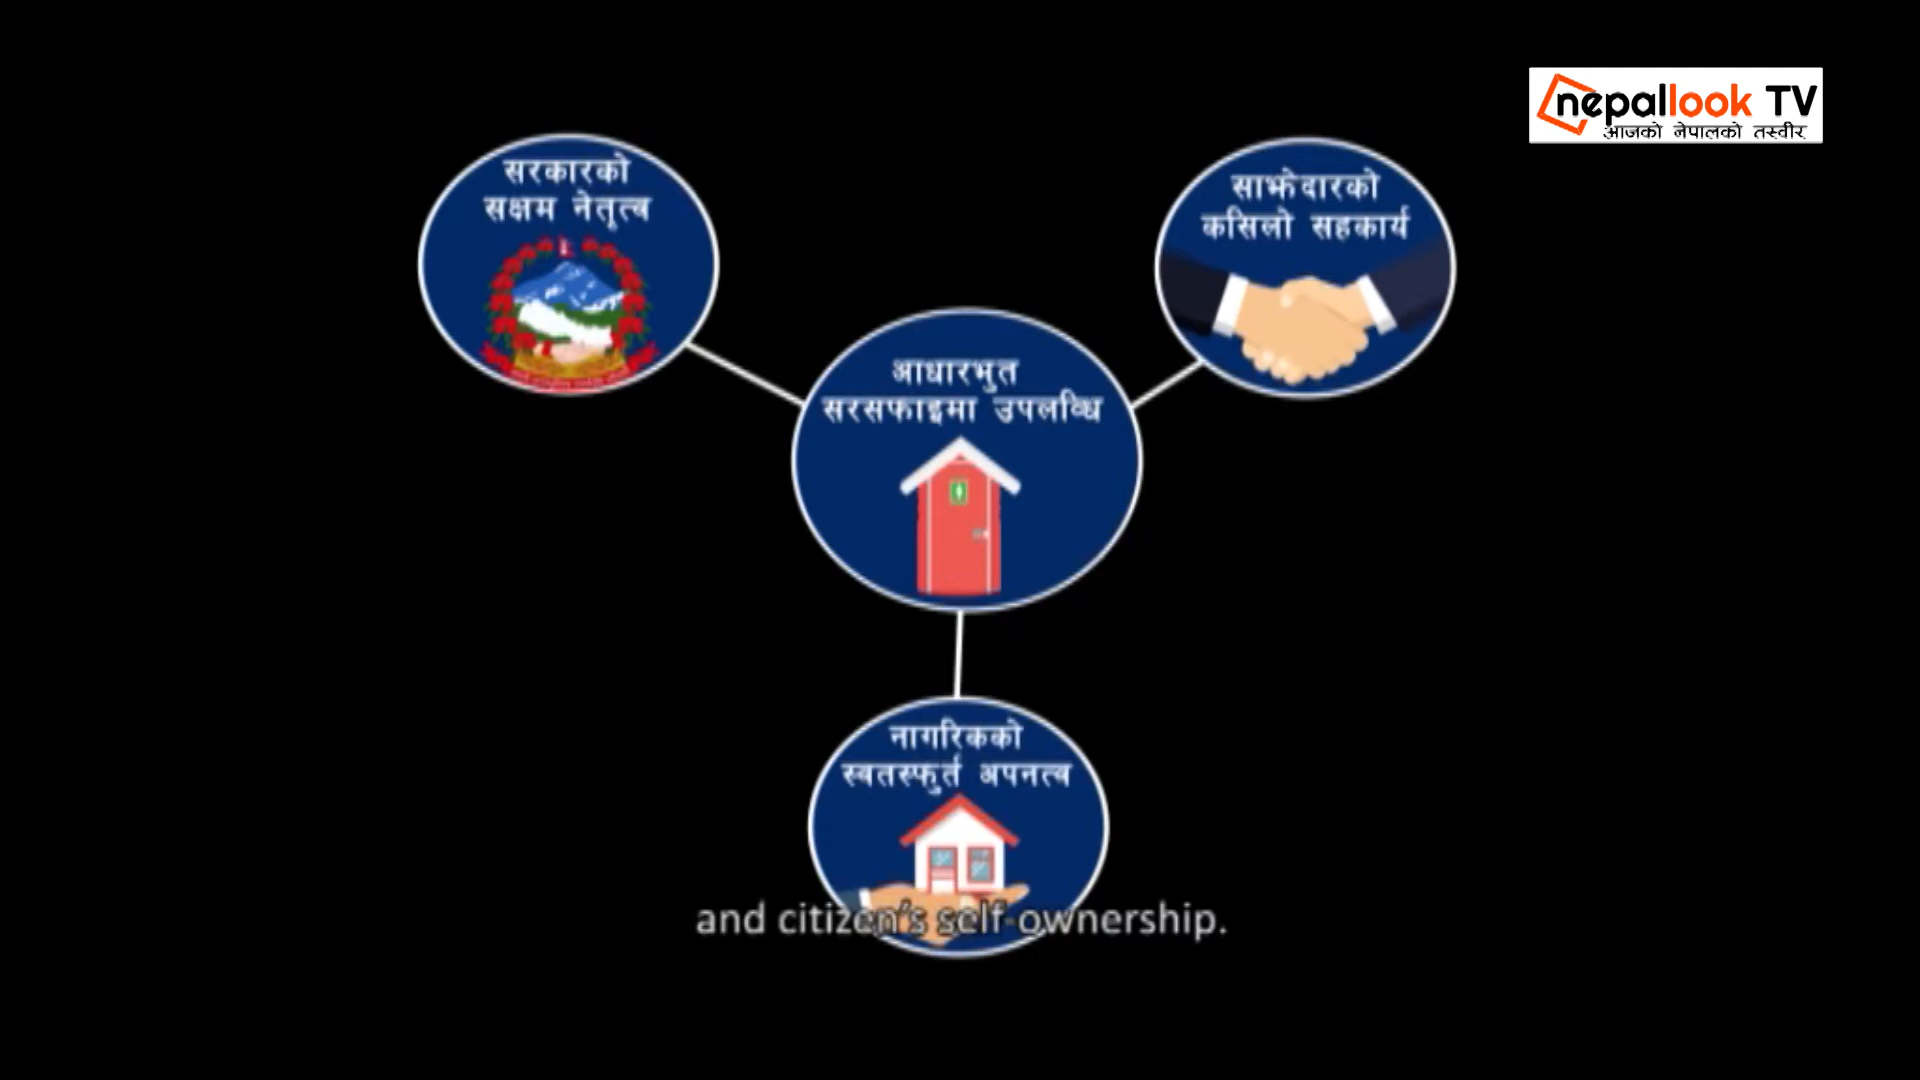 nepallook TV
आजको नेपालको तस्वीर
सरकारको
सक्षम नेतृत्व
साझेदारको
कसिलो सहकार्य
आधारभुत
सरसफाइमा उपलब्धि
नागरिकको
स्वतस्फुर्त अपनत्व
and citizen's self-ownership.